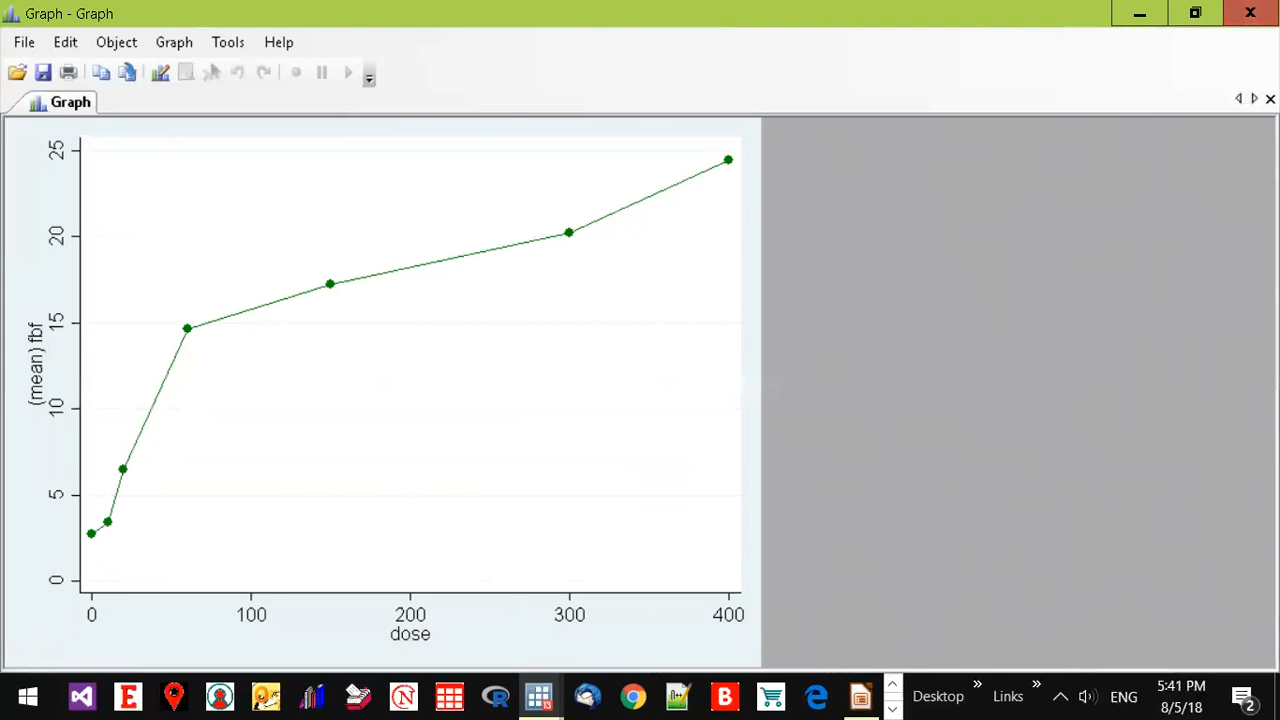 Graph - Graph
File Edit Object Graph Tools Help
Graph
25
20
15
10
5
0
(mean) fbf
0 100 200 300 400
dose
E
N
R
B
e
Desktop » Links » ENG
5:41 PM
8/5/18
2